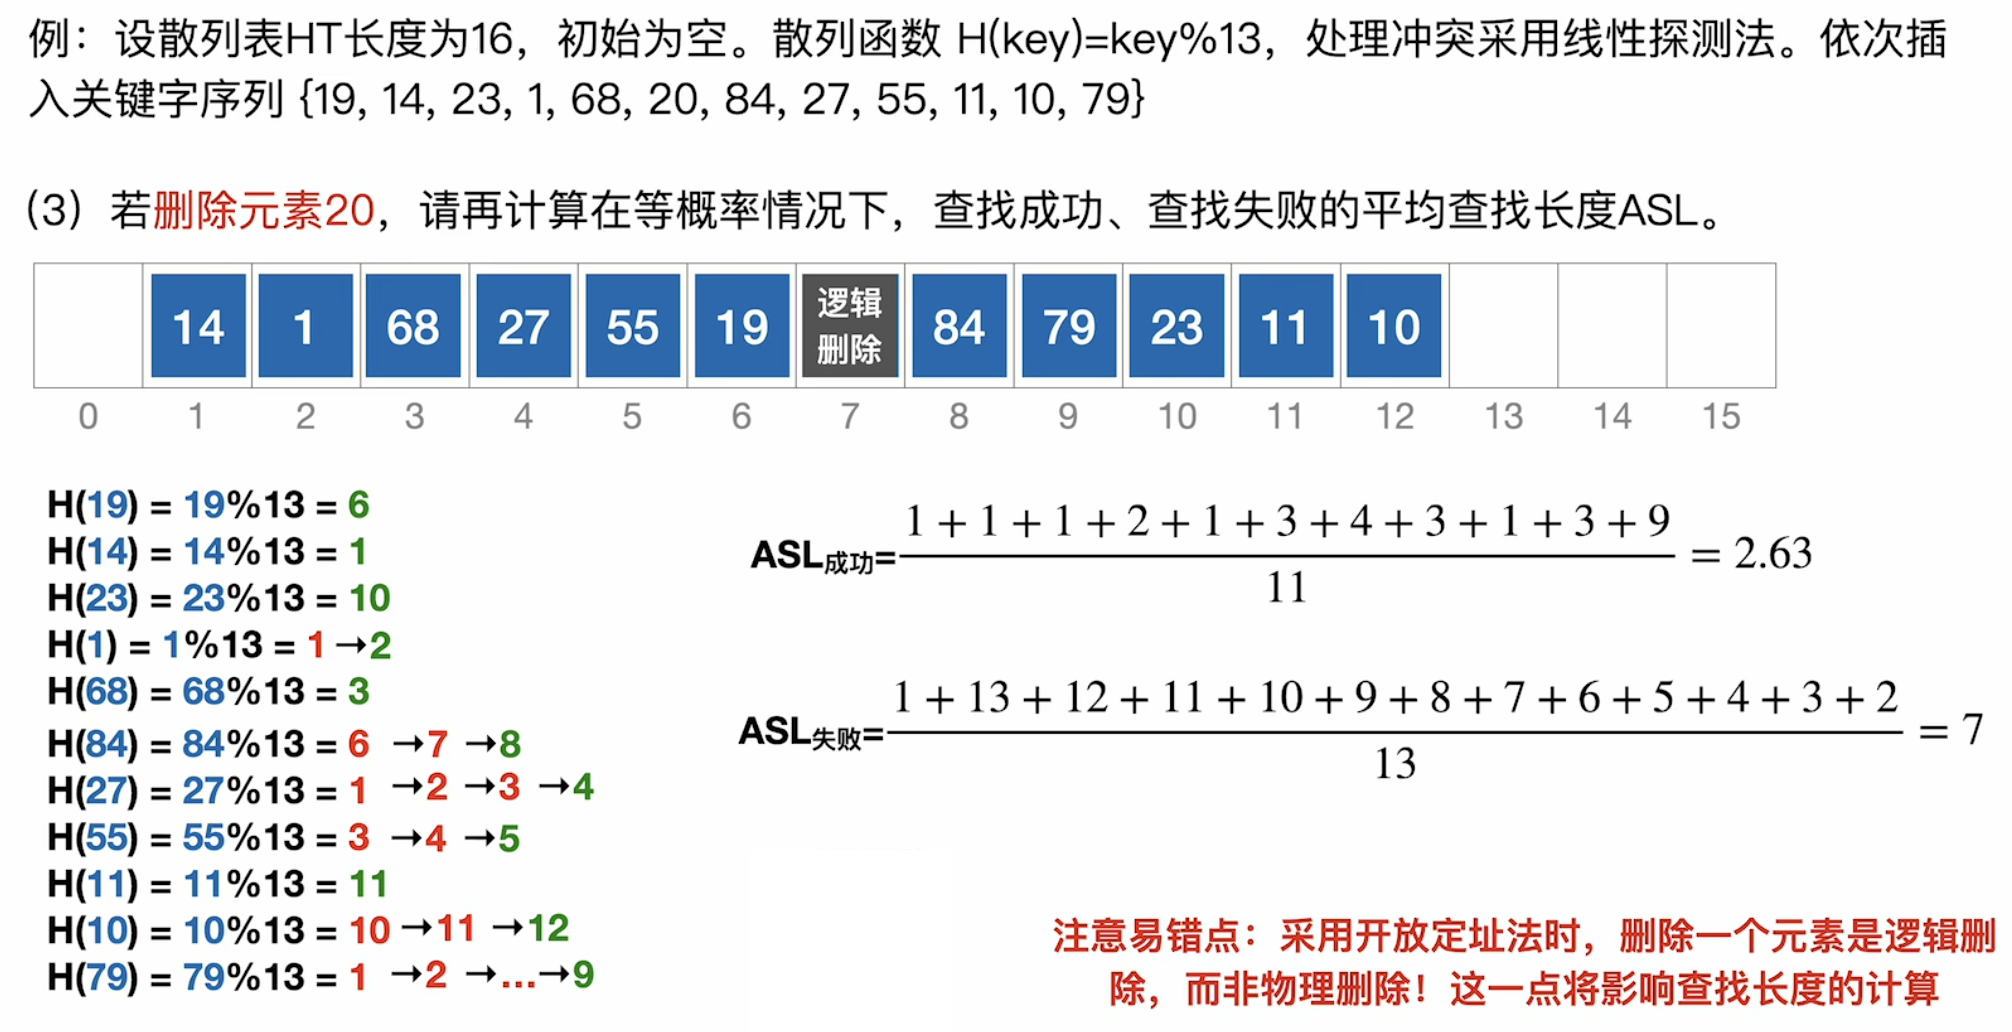 例：设散列表HT长度为16，初始为空。散列函数 H(key)=key%13，处理冲突采用线性探测法。依次插
入关键字序列 {19, 14, 23, 1, 68, 20, 84, 27, 55, 11, 10, 79}
（3）若删除元素20，请再计算在等概率情况下，查找成功、查找失败的平均查找长度ASL。
14 1 68 27 55 19 逻辑 84 79 23 11 10
删除
0 1 2 3 4 5 6 7 8 9 10 11 12 13 14 15
H(19) = 19%13 = 6
H(14) = 14%13 = 1
H(23) = 23%13 = 10
H(1) = 1%13 = 1 →2
H(68) = 68%13 = 3
H(84) = 84%13 = 6 →7 →8
H(27) = 27%13 = 1 →2 →3 →4
H(55) = 55%13 = 3 →4 →5
H(11) = 11%13 = 11
H(10) = 10%13 = 10 →11 →12
H(79) = 79%13 = 1 →2 →...→9
1 + 1 + 1 + 2 + 1 + 3 + 4 + 3 + 1 + 3 + 9
ASL成功= = 2.63
11
1 + 13 + 12 + 11 + 10 + 9 + 8 + 7 + 6 + 5 + 4 + 3 + 2
ASL失败= = 7
13
注意易错点：采用开放定址法时，删除一个元素是逻辑删
除，而非物理删除！这一点将影响查找长度的计算